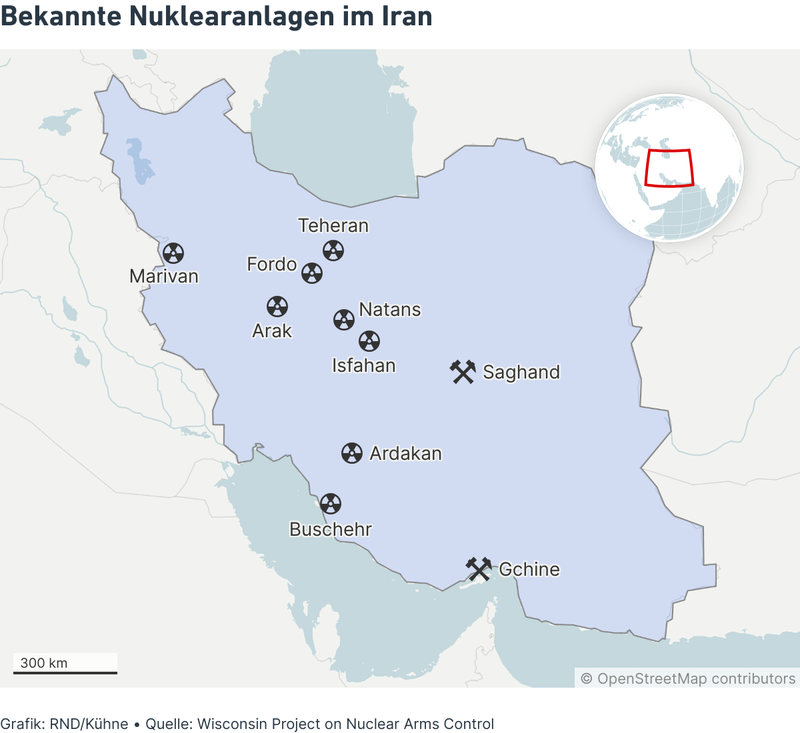 Bekannte Nuklearanlagen im Iran
Teheran
Fordo
Marivan
Natans
Arak
Isfahan
Saghand
Ardakan
Buschehr
Gchine
300 km
© OpenStreetMap contributors
Grafik: RND/Kühne • Quelle: Wisconsin Project on Nuclear Arms Control